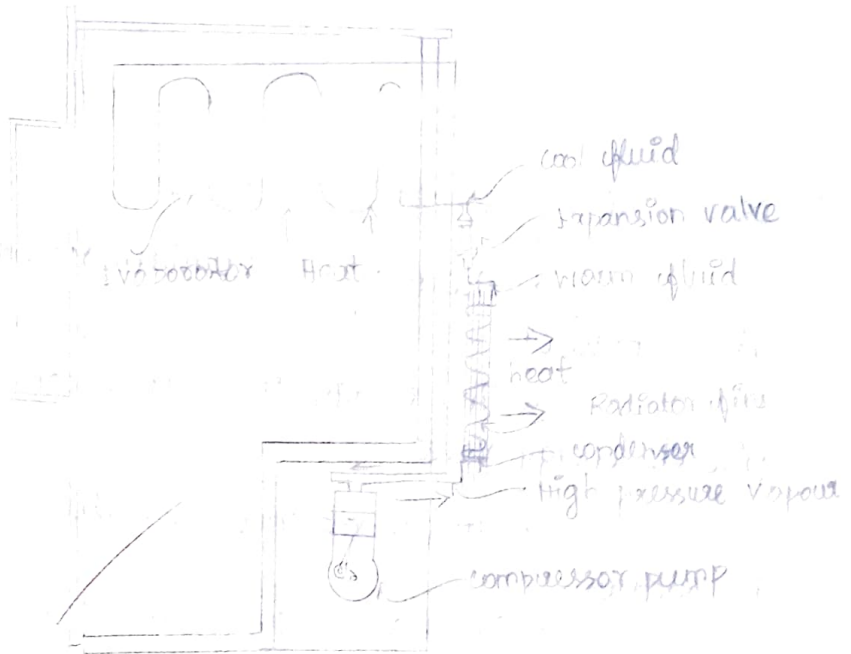 cool fluid
Expansion valve
warm fluid
Evaporator Heat
heat
Radiator fins
condenser
High pressure vapour
compressor pump